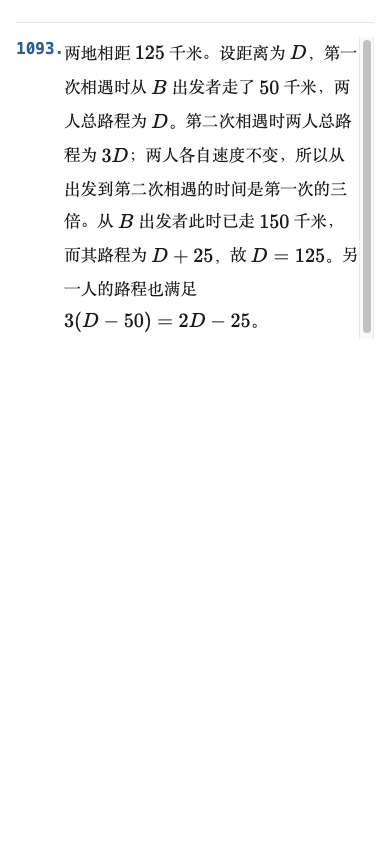 1093. 两地相距 125 千米。设距离为 D，第一
次相遇时从 B 出发者走了 50 千米，两
人总路程为 D。第二次相遇时两人总路
程为 3D；两人各自速度不变，所以从
出发到第二次相遇的时间是第一次的三
倍。从 B 出发者此时已走 150 千米，
而其路程为 D + 25，故 D = 125。另
一人的路程也满足
3(D − 50) = 2D − 25。